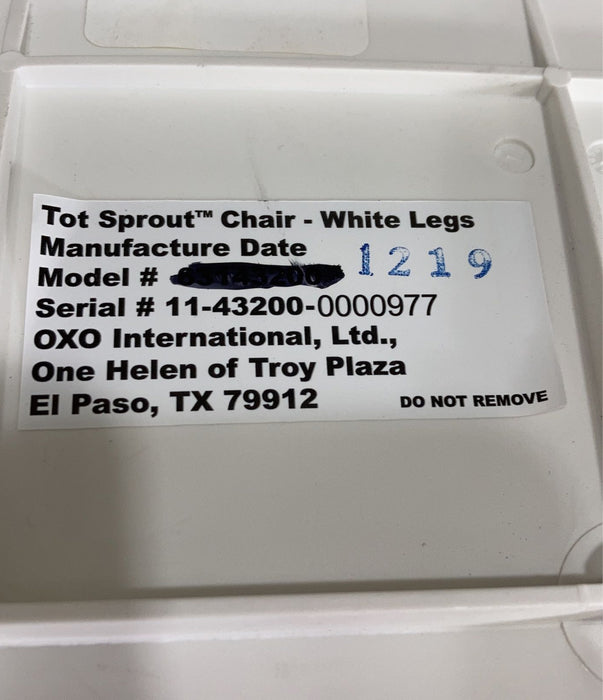 Tot Sprout™ Chair - White Legs
Manufacture Date 1219
Model #
Serial # 11-43200-0000977
OXO International, Ltd.,
One Helen of Troy Plaza
El Paso, TX 79912 DO NOT REMOVE